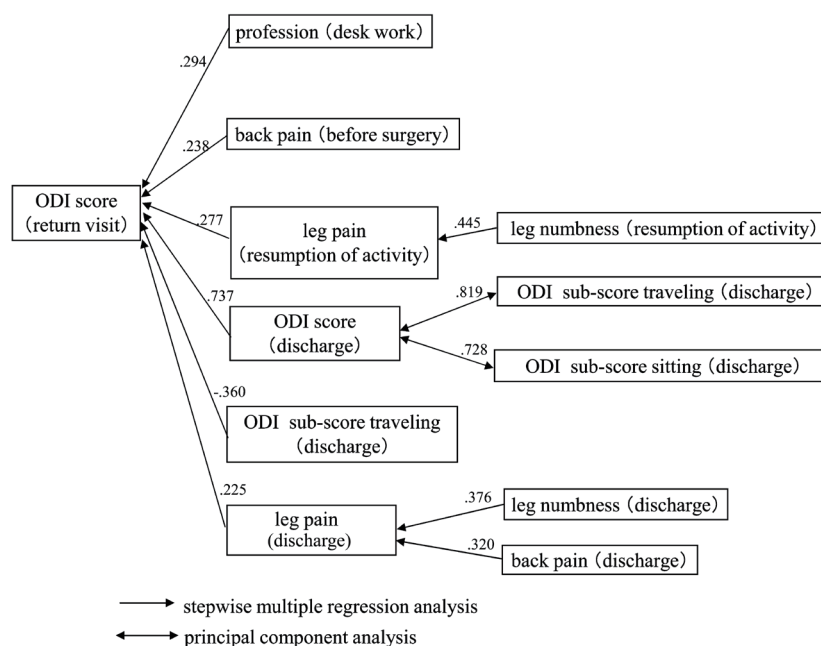 profession（desk work）
.294
back pain（before surgery）
.238
ODI score
（return visit）
.277
leg pain
（resumption of activity）
.445
leg numbness（resumption of activity）
.737
ODI score
（discharge）
.819
ODI sub-score traveling（discharge）
.728
ODI sub-score sitting（discharge）
-.360
ODI sub-score traveling
（discharge）
.225
leg pain
(discharge)
.376
leg numbness（discharge）
.320
back pain（discharge）
stepwise multiple regression analysis
principal component analysis